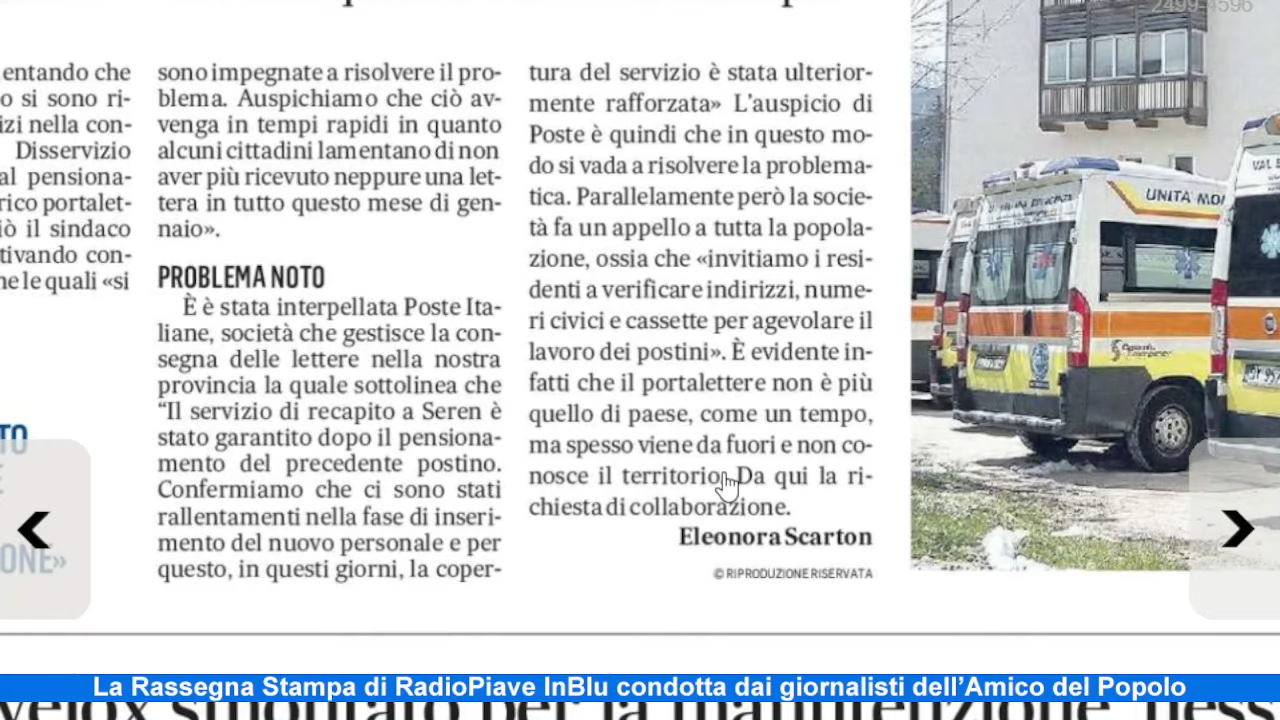 2499-4596
entando che
o si sono ri-
izi nella con-
Disservizio
al pensiona-
rico portalet-
iò il sindaco
tivando con-
ne le quali «si
TO
E
ONE»
sono impegnate a risolvere il pro-
blema. Auspichiamo che ciò av-
venga in tempi rapidi in quanto
alcuni cittadini lamentano di non
aver più ricevuto neppure una let-
tera in tutto questo mese di gen-
naio».
PROBLEMA NOTO
È è stata interpellata Poste Ita-
liane, società che gestisce la con-
segna delle lettere nella nostra
provincia la quale sottolinea che
“Il servizio di recapito a Seren è
stato garantito dopo il pensiona-
mento del precedente postino.
Confermiamo che ci sono stati
rallentamenti nella fase di inseri-
mento del nuovo personale e per
questo, in questi giorni, la coper-
tura del servizio è stata ulterior-
mente rafforzata» L'auspicio di
Poste è quindi che in questo mo-
do si vada a risolvere la problema-
tica. Parallelamente però la socie-
tà fa un appello a tutta la popola-
zione, ossia che «invitiamo i resi-
denti a verificare indirizzi, nume-
ri civici e cassette per agevolare il
lavoro dei postini». È evidente in-
fatti che il portalettere non è più
quello di paese, come un tempo,
ma spesso viene da fuori e non co-
nosce il territorio. Da qui la ri-
chiesta di collaborazione.
Eleonora Scarton
© RIPRODUZIONE RISERVATA
UNITA' MO
VAL B
La Rassegna Stampa di RadioPiave InBlu condotta dai giornalisti dell'Amico del Popolo
velox smontato per la manutenzione